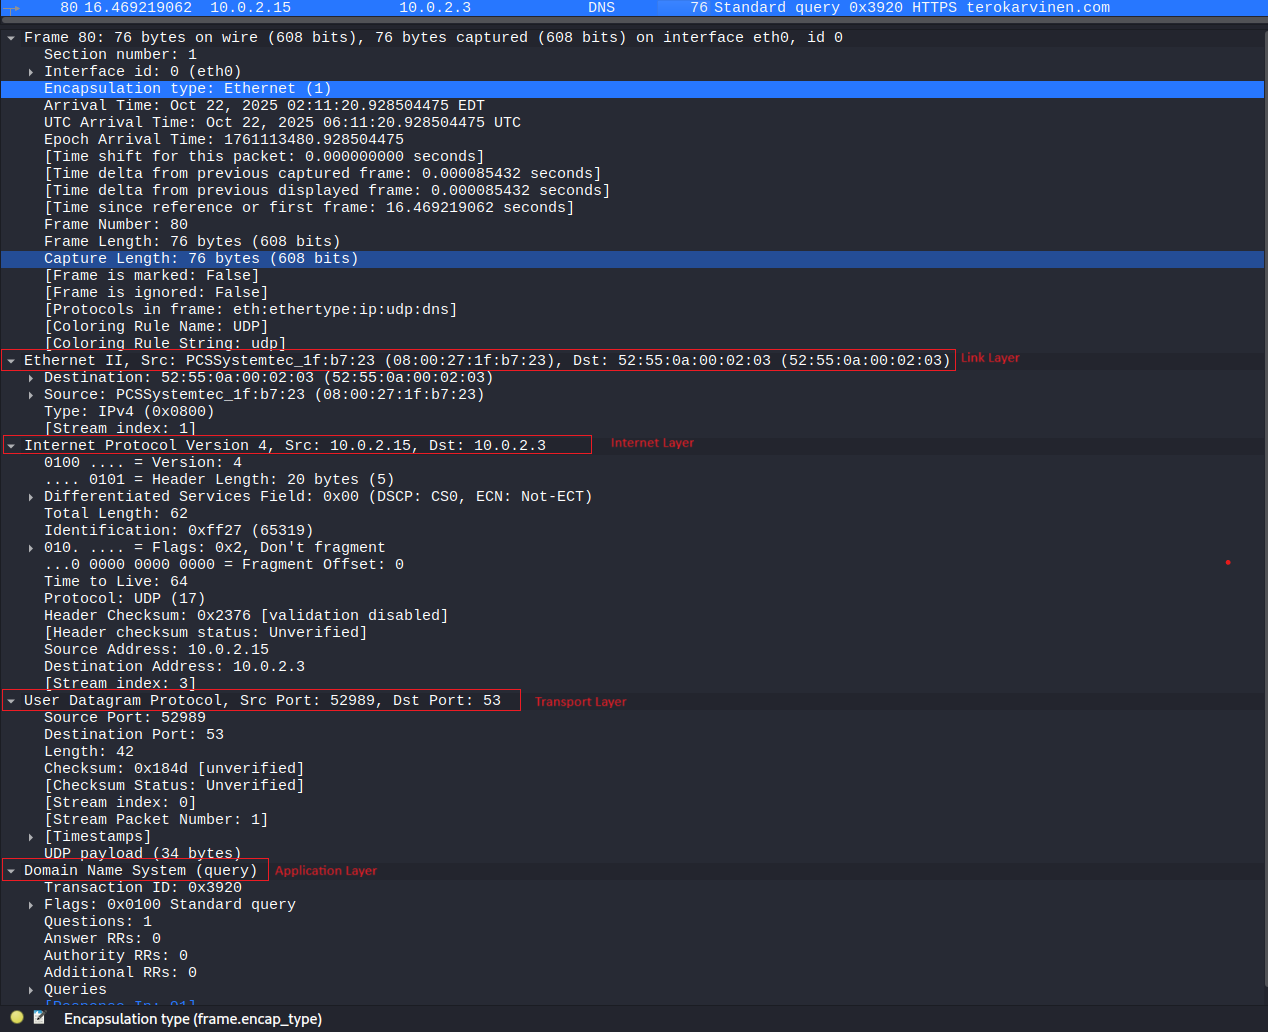 80 16.469219062 10.0.2.15 10.0.2.3 DNS 76 Standard query 0x3920 HTTPS terokarvinen.com
Frame 80: 76 bytes on wire (608 bits), 76 bytes captured (608 bits) on interface eth0, id 0
Section number: 1
Interface id: 0 (eth0)
Encapsulation type: Ethernet (1)
Arrival Time: Oct 22, 2025 02:11:20.928504475 EDT
UTC Arrival Time: Oct 22, 2025 06:11:20.928504475 UTC
Epoch Arrival Time: 1761113480.928504475
[Time shift for this packet: 0.000000000 seconds]
[Time delta from previous captured frame: 0.000085432 seconds]
[Time delta from previous displayed frame: 0.000085432 seconds]
[Time since reference or first frame: 16.469219062 seconds]
Frame Number: 80
Frame Length: 76 bytes (608 bits)
Capture Length: 76 bytes (608 bits)
[Frame is marked: False]
[Frame is ignored: False]
[Protocols in frame: eth:ethertype:ip:udp:dns]
[Coloring Rule Name: UDP]
[Coloring Rule String: udp]
Ethernet II, Src: PCSSystemtec_1f:b7:23 (08:00:27:1f:b7:23), Dst: 52:55:0a:00:02:03 (52:55:0a:00:02:03) Link Layer
Destination: 52:55:0a:00:02:03 (52:55:0a:00:02:03)
Source: PCSSystemtec_1f:b7:23 (08:00:27:1f:b7:23)
Type: IPv4 (0x0800)
[Stream index: 1]
Internet Protocol Version 4, Src: 10.0.2.15, Dst: 10.0.2.3 Internet Layer
0100 .... = Version: 4
.... 0101 = Header Length: 20 bytes (5)
Differentiated Services Field: 0x00 (DSCP: CS0, ECN: Not-ECT)
Total Length: 62
Identification: 0xff27 (65319)
010. .... = Flags: 0x2, Don't fragment
...0 0000 0000 0000 = Fragment Offset: 0
Time to Live: 64
Protocol: UDP (17)
Header Checksum: 0x2376 [validation disabled]
[Header checksum status: Unverified]
Source Address: 10.0.2.15
Destination Address: 10.0.2.3
[Stream index: 3]
User Datagram Protocol, Src Port: 52989, Dst Port: 53 Transport Layer
Source Port: 52989
Destination Port: 53
Length: 42
Checksum: 0x184d [unverified]
[Checksum Status: Unverified]
[Stream index: 0]
[Stream Packet Number: 1]
[Timestamps]
UDP payload (34 bytes)
Domain Name System (query) Application Layer
Transaction ID: 0x3920
Flags: 0x0100 Standard query
Questions: 1
Answer RRs: 0
Authority RRs: 0
Additional RRs: 0
Queries
[Response In: 91]
Encapsulation type (frame.encap_type)